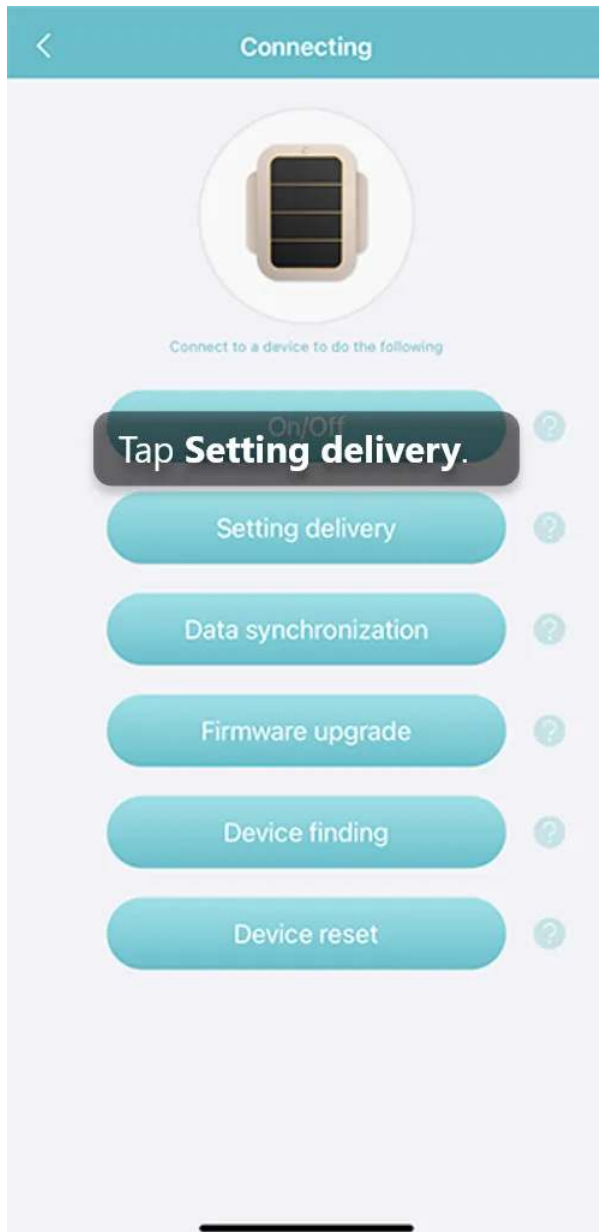 Connecting
Connect to a device to do the following
On/Off
Tap Setting delivery.
Setting delivery
Data synchronization
Firmware upgrade
Device finding
Device reset